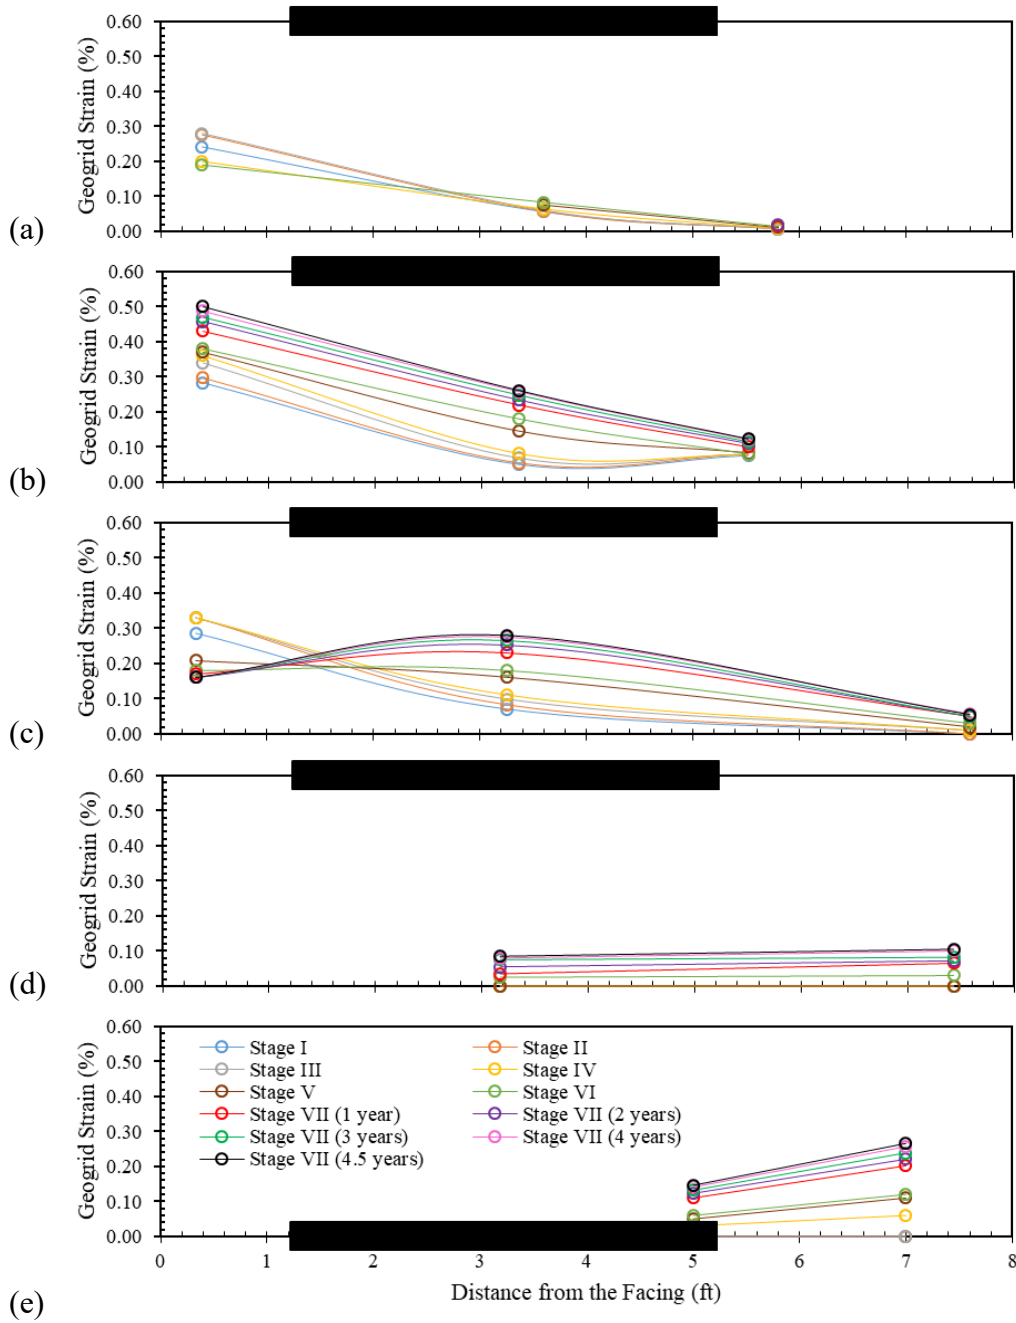 0.60
0.50
0.40
0.30
0.20
0.10
0.00
Geogrid Strain (%)
(a)
0.60
0.50
0.40
0.30
0.20
0.10
0.00
Geogrid Strain (%)
(b)
0.60
0.50
0.40
0.30
0.20
0.10
0.00
Geogrid Strain (%)
(c)
0.60
0.50
0.40
0.30
0.20
0.10
0.00
Geogrid Strain (%)
(d)
0.60
0.50
0.40
0.30
0.20
0.10
0.00
Geogrid Strain (%)
Stage I Stage II
Stage III Stage IV
Stage V Stage VI
Stage VII (1 year) Stage VII (2 years)
Stage VII (3 years) Stage VII (4 years)
Stage VII (4.5 years)
0 1 2 3 4 5 6 7 8
Distance from the Facing (ft)
(e)